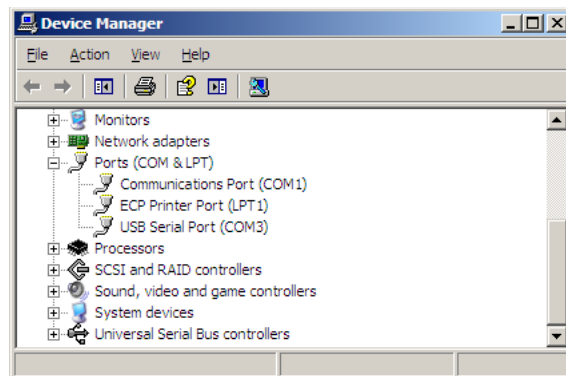 Device Manager
File Action View Help
Monitors
Network adapters
Ports (COM & LPT)
Communications Port (COM1)
ECP Printer Port (LPT1)
USB Serial Port (COM3)
Processors
SCSI and RAID controllers
Sound, video and game controllers
System devices
Universal Serial Bus controllers